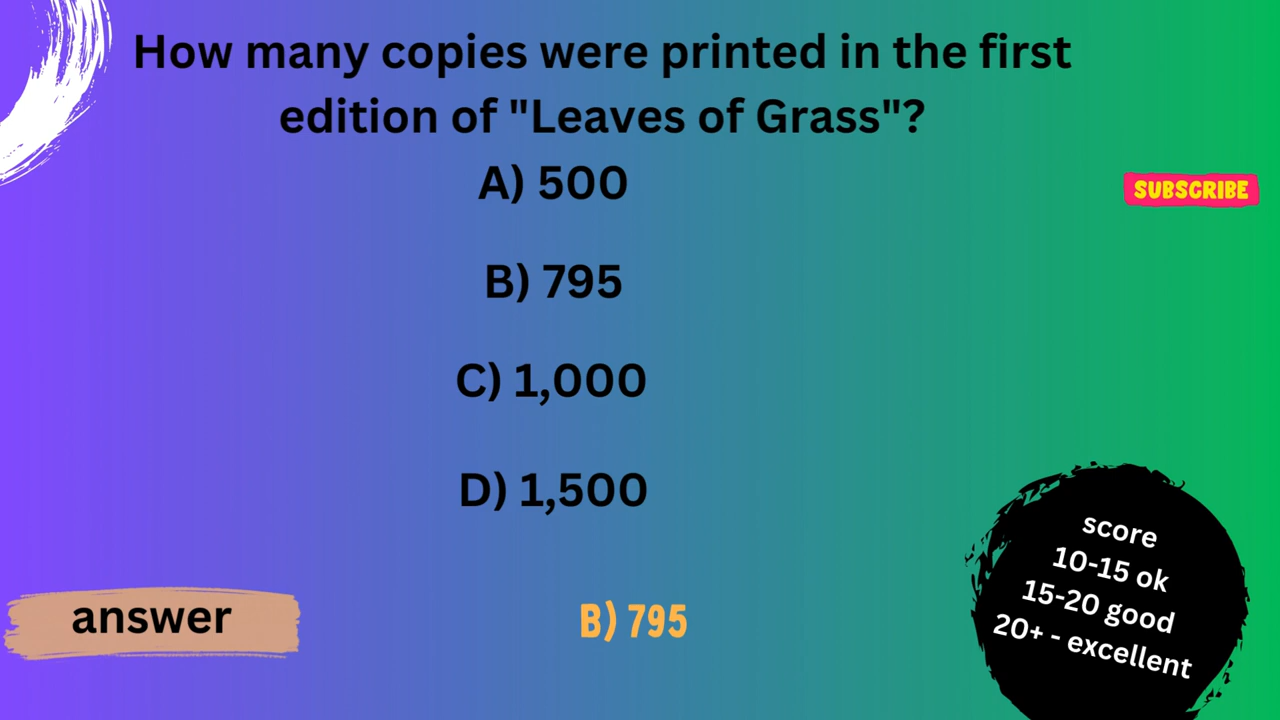 How many copies were printed in the first
edition of "Leaves of Grass"?
A) 500
SUBSCRIBE
B) 795
C) 1,000
D) 1,500
score
10-15 ok
15-20 good
20+ - excellent
answer
B) 795